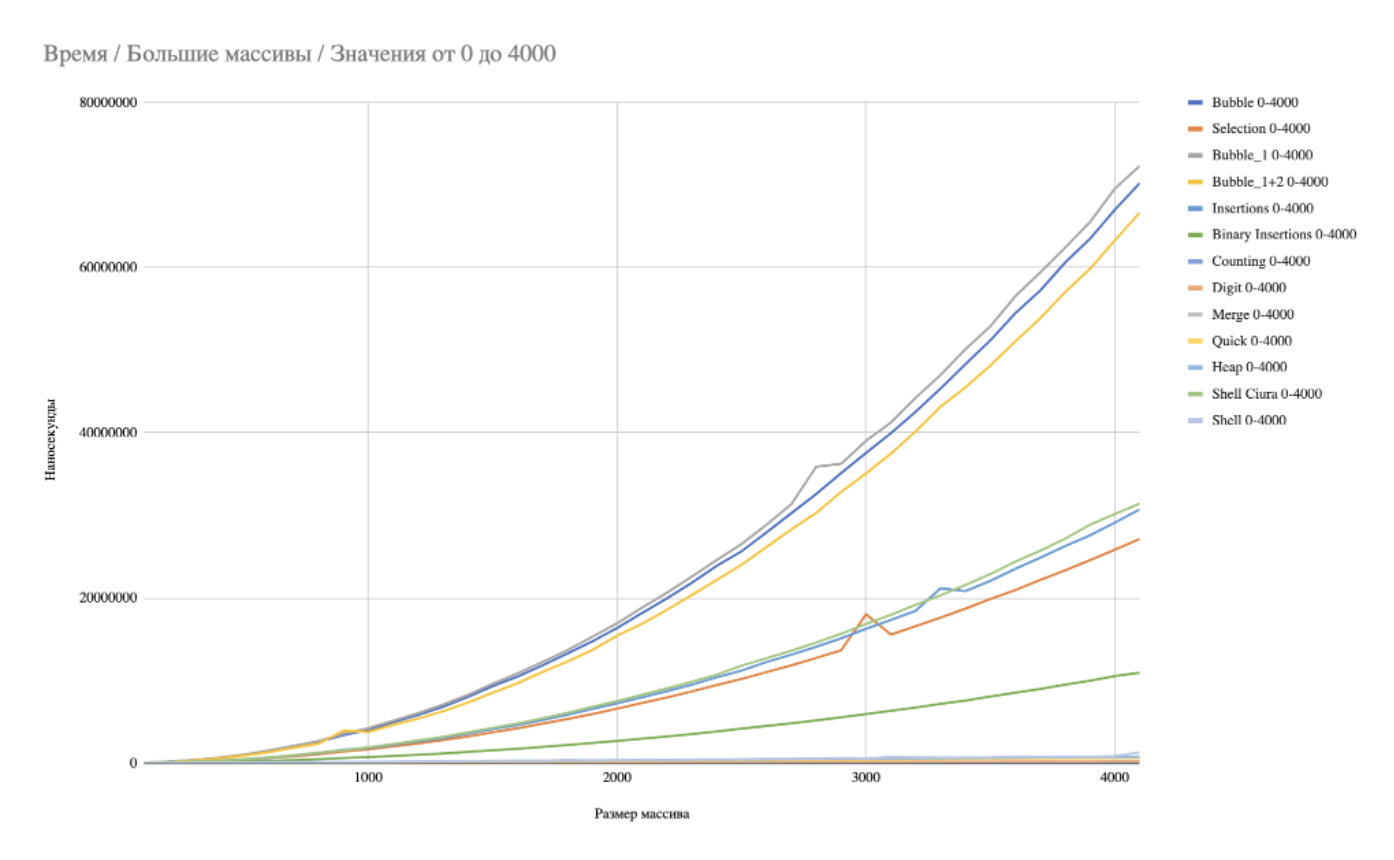 Время / Большие массивы / Значения от 0 до 4000
80000000
60000000
40000000
20000000
0
Наносекунды
1000
2000
3000
4000
Размер массива
Bubble 0-4000
Selection 0-4000
Bubble_1 0-4000
Bubble_1+2 0-4000
Insertions 0-4000
Binary Insertions 0-4000
Counting 0-4000
Digit 0-4000
Merge 0-4000
Quick 0-4000
Heap 0-4000
Shell Ciura 0-4000
Shell 0-4000